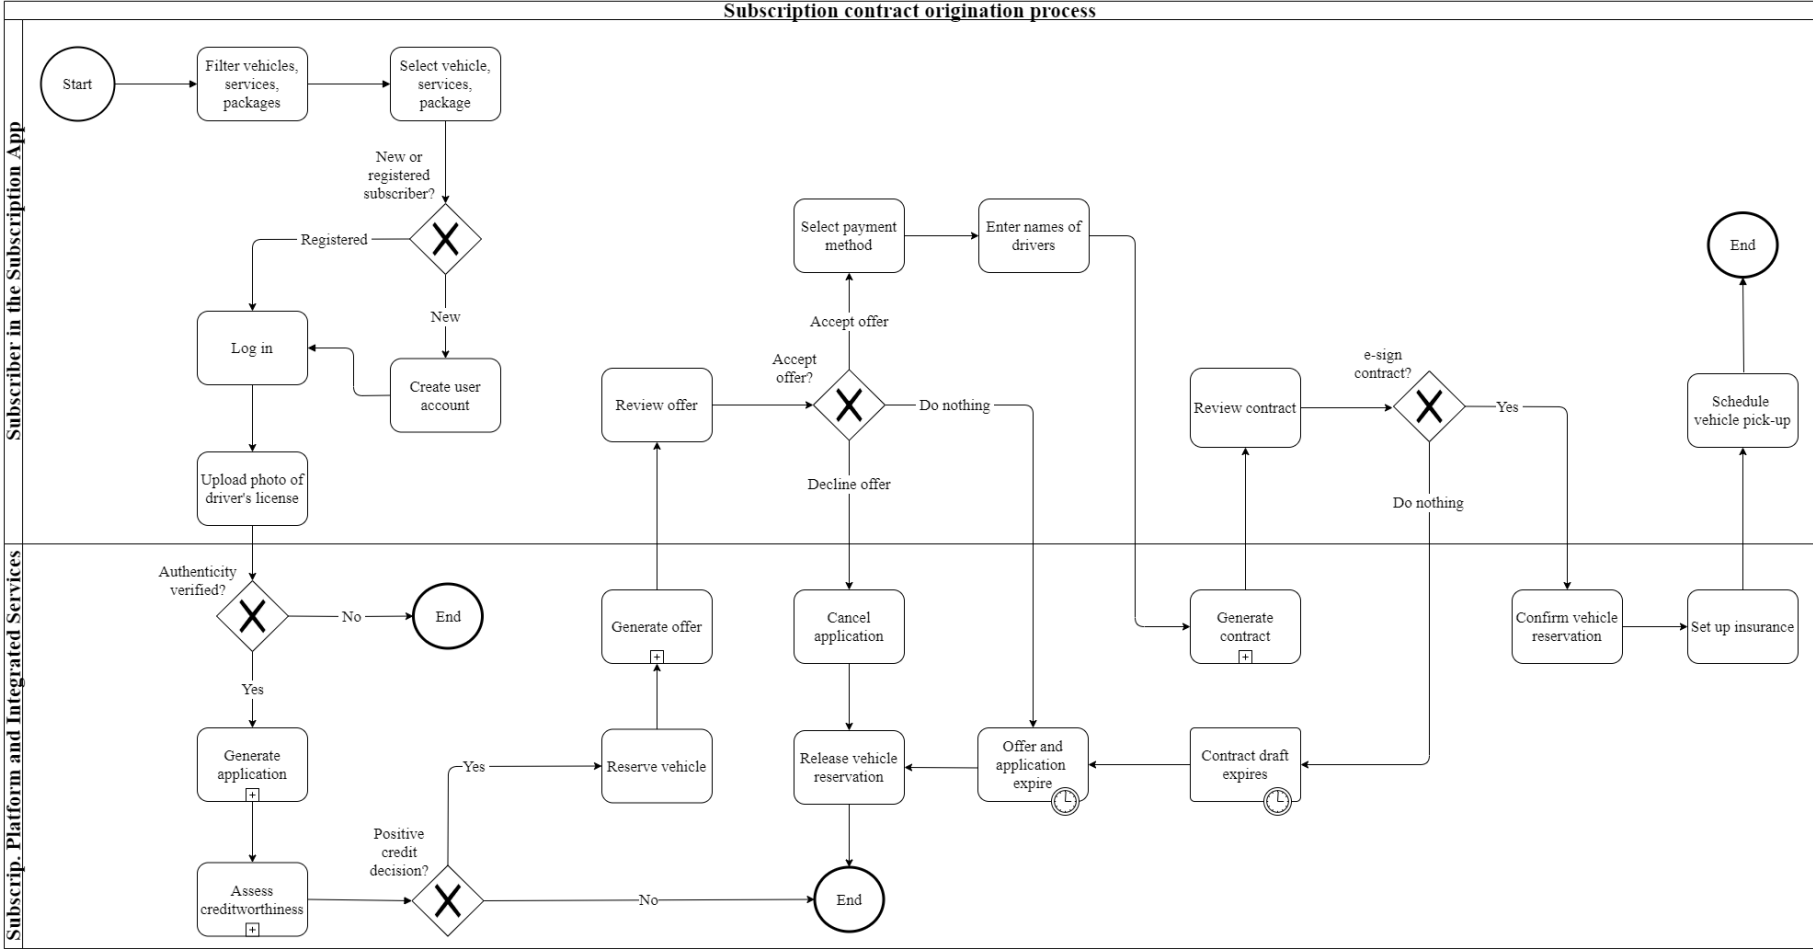 Subscription contract origination process
Subscriber in the Subscription App
Start
Filter vehicles,
services,
packages
Select vehicle,
services,
package
New or
registered
subscriber?
Registered
New
Log in
Create user
account
Upload photo of
driver's license
Select payment
method
Enter names of
drivers
Accept offer
Accept
offer?
Review offer
Do nothing
Decline offer
Review contract
e-sign
contract?
Yes
Do nothing
Schedule
vehicle pick-up
End
Subscrip. Platform and Integrated Services
Authenticity
verified?
No
End
Yes
Generate
application
Assess
creditworthiness
Positive
credit
decision?
Yes
No
Reserve vehicle
Generate offer
Cancel
application
Release vehicle
reservation
End
Offer and
application
expire
Contract draft
expires
Generate
contract
Confirm vehicle
reservation
Set up insurance